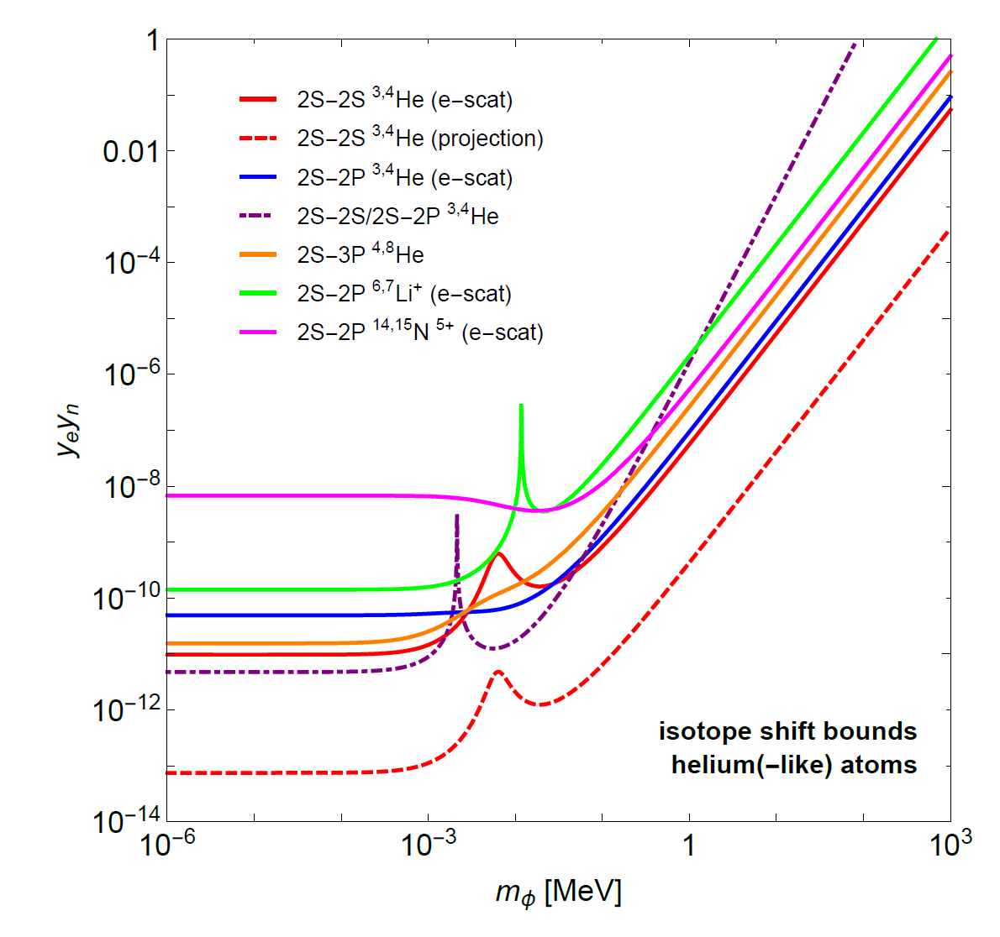 1
0.01
10−4
10−6
10−8
10−10
10−12
10−14
yeyn
2S−2S 3,4He (e−scat)
2S−2S 3,4He (projection)
2S−2P 3,4He (e−scat)
2S−2S/2S−2P 3,4He
2S−3P 4,8He
2S−2P 6,7Li+ (e−scat)
2S−2P 14,15N 5+ (e−scat)
isotope shift bounds
helium(−like) atoms
10−6 10−3 1 103
mϕ [MeV]